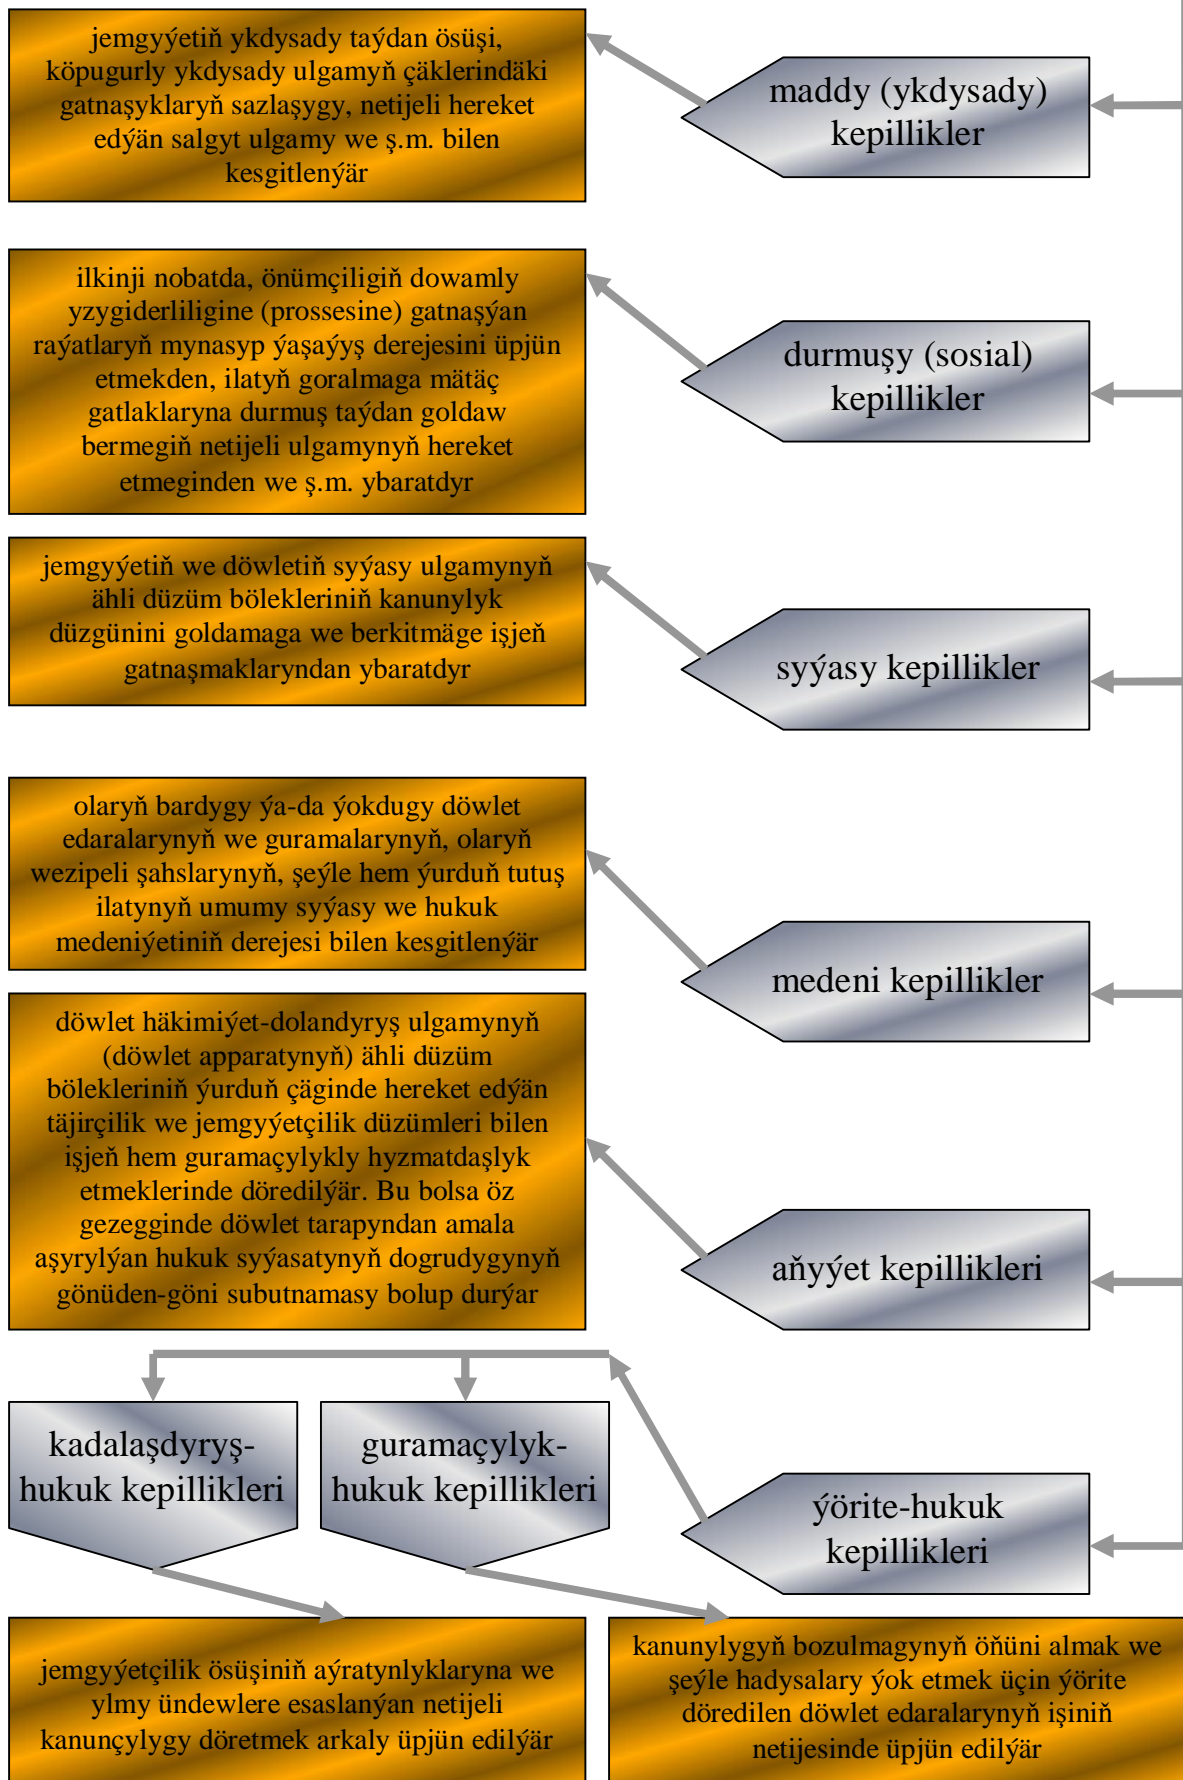 jemgyýetiň ykdysady taýdan ösüşi,
köpugurly ykdysady ulgamyň çäklerindäki
gatnaşyklaryň sazlaşygy, netijeli hereket
edýän salgyt ulgamy we ş.m. bilen
kesgitlenýär
maddy (ykdysady)
kepillikler
ilkinji nobatda, önümçiligiň dowamly
yzygiderliligine (prossesine) gatnaşýan
raýatlaryň mynasyp ýaşaýyş derejesini üpjün
etmekden, ilatyň goralmaga mätäç
gatlaklaryna durmuş taýdan goldaw
bermegiň netijeli ulgamynyň hereket
etmeginden we ş.m. ybaratdyr
durmuşy (sosial)
kepillikler
jemgyýetiň we döwletiň syýasy ulgamynyň
ähli düzüm bölekleriniň kanunylyk
düzgünini goldamaga we berkitmäge işjeň
gatnaşmaklaryndan ybaratdyr
syýasy kepillikler
olaryň bardygy ýa-da ýokdugy döwlet
edaralarynyň we guramalarynyň, olaryň
wezipeli şahslarynyň, şeýle hem ýurduň tutuş
ilatynyň umumy syýasy we hukuk
medeniýetiniň derejesi bilen kesgitlenýär
medeni kepillikler
döwlet häkimiýet-dolandyryş ulgamynyň
(döwlet apparatynyň) ähli düzüm
bölekleriniň ýurduň çäginde hereket edýän
täjirçilik we jemgyýetçilik düzümleri bilen
işjeň hem guramaçylykly hyzmatdaşlyk
etmeklerinde döredilýär. Bu bolsa öz
gezegginde döwlet tarapyndan amala
aşyrylýan hukuk syýasatynyň dogrudygynyň
gönüden-göni subutnamasy bolup durýar
aňyýet kepillikleri
kadalaşdyryş-
hukuk kepillikleri
guramaçylyk-
hukuk kepillikleri
ýörite-hukuk
kepillikleri
jemgyýetçilik ösüşiniň aýratynlyklaryna we
ylmy ündewlere esaslanýan netijeli
kanunçylygy döretmek arkaly üpjün edilýär
kanunylygyň bozulmagynyň öňüni almak we
şeýle hadysalary ýok etmek üçin ýörite
döredilen döwlet edaralarynyň işiniň
netijesinde üpjün edilýär